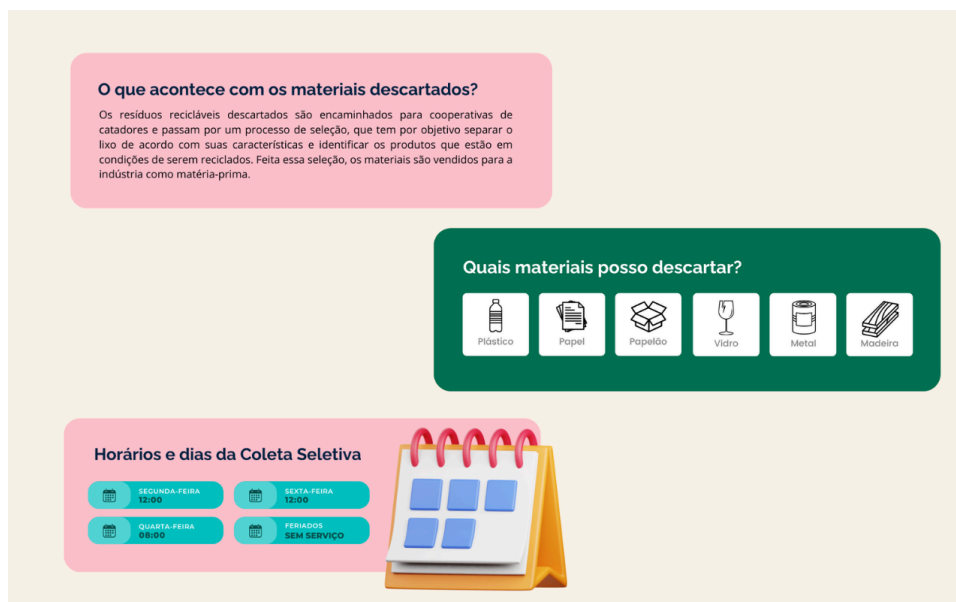 O que acontece com os materiais descartados?
Os resíduos recicláveis descartados são encaminhados para cooperativas de
catadores e passam por um processo de seleção, que tem por objetivo separar o
lixo de acordo com suas características e identificar os produtos que estão em
condições de serem reciclados. Feita essa seleção, os materiais são vendidos para a
indústria como matéria-prima.
Quais materiais posso descartar?
Plástico
Papel
Papelão
Vidro
Metal
Madeira
Horários e dias da Coleta Seletiva
SEGUNDA-FEIRA
12:00
SEXTA-FEIRA
12:00
QUARTA-FEIRA
08:00
FERIADOS
SEM SERVIÇO